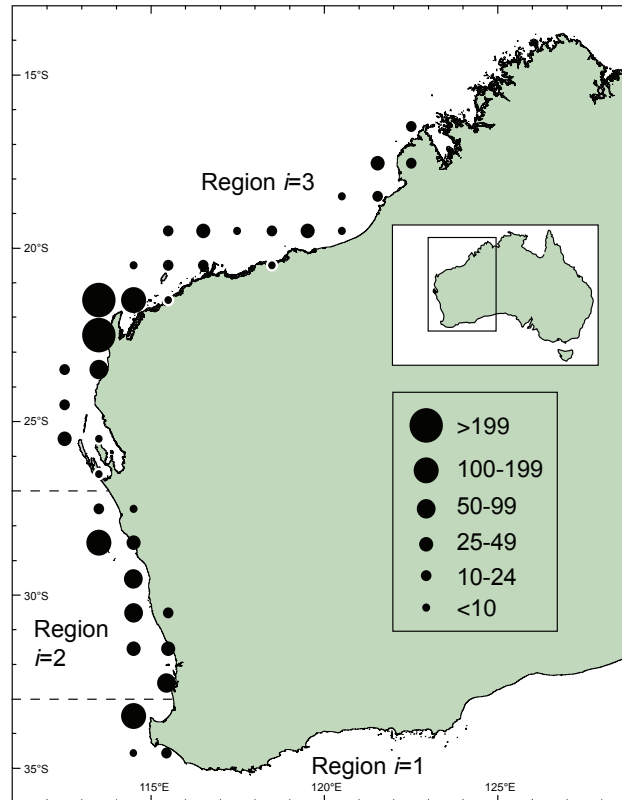 15°S
Region i=3
20°S
>199
100-199
50-99
25-49
10-24
<10
25°S
30°S
Region
i=2
Region i=1
35°S
115°E
120°E
125°E